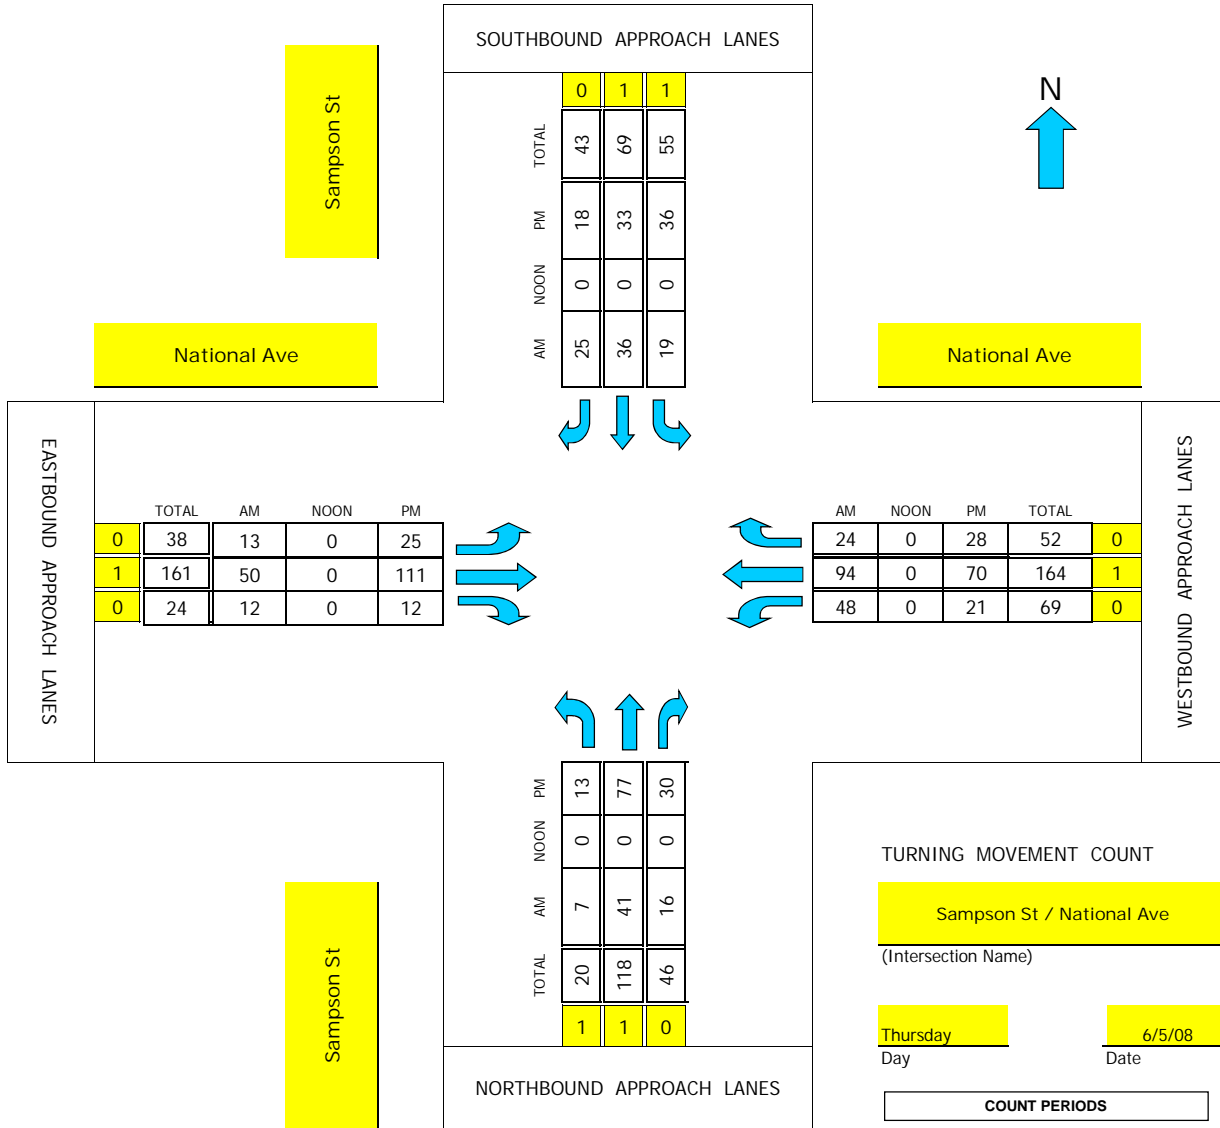 SOUTHBOUND APPROACH LANES
Sampson St
N
0 1 1
TOTAL 43 69 55
PM 18 33 36
NOON 0 0 0
AM 25 36 19
National Ave
National Ave
EASTBOUND APPROACH LANES
TOTAL AM NOON PM
0 38 13 0 25
1 161 50 0 111
0 24 12 0 12
AM NOON PM TOTAL
24 0 28 52 0
94 0 70 164 1
48 0 21 69 0
WESTBOUND APPROACH LANES
PM 13 77 30
NOON 0 0 0
AM 7 41 16
TOTAL 20 118 46
1 1 0
Sampson St
NORTHBOUND APPROACH LANES
TURNING MOVEMENT COUNT
Sampson St / National Ave
(Intersection Name)
Thursday 6/5/08
Day Date
COUNT PERIODS